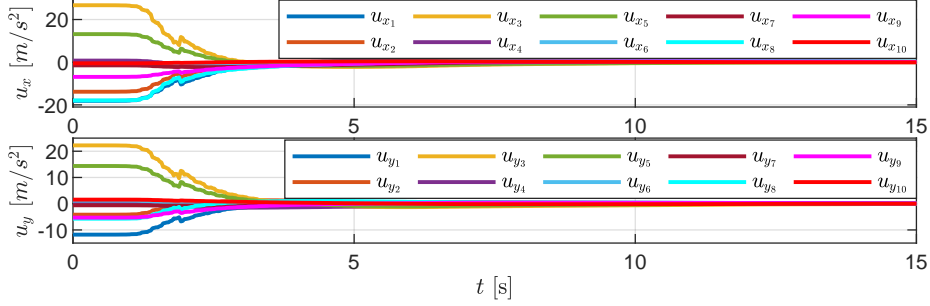 u_{x_1} u_{x_3} u_{x_5} u_{x_7} u_{x_9}
u_{x_2} u_{x_4} u_{x_6} u_{x_8} u_{x_{10}}
u_x [m/s^2]
20
0
-20
0 5 10 15
u_{y_1} u_{y_3} u_{y_5} u_{y_7} u_{y_9}
u_{y_2} u_{y_4} u_{y_6} u_{y_8} u_{y_{10}}
u_y [m/s^2]
20
10
0
-10
0 5 10 15
t [s]